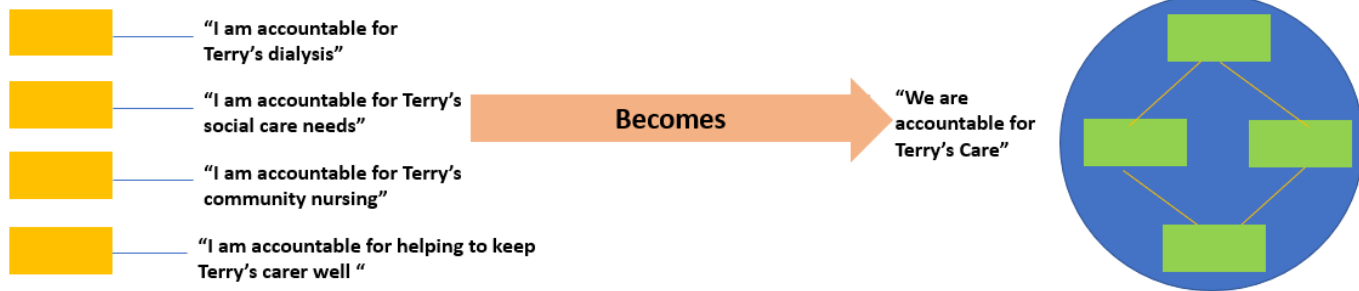 “I am accountable for
Terry’s dialysis”
“I am accountable for Terry’s
social care needs”
“I am accountable for Terry’s
community nursing”
“I am accountable for helping to keep
Terry’s carer well “
Becomes
“We are
accountable for
Terry’s Care”